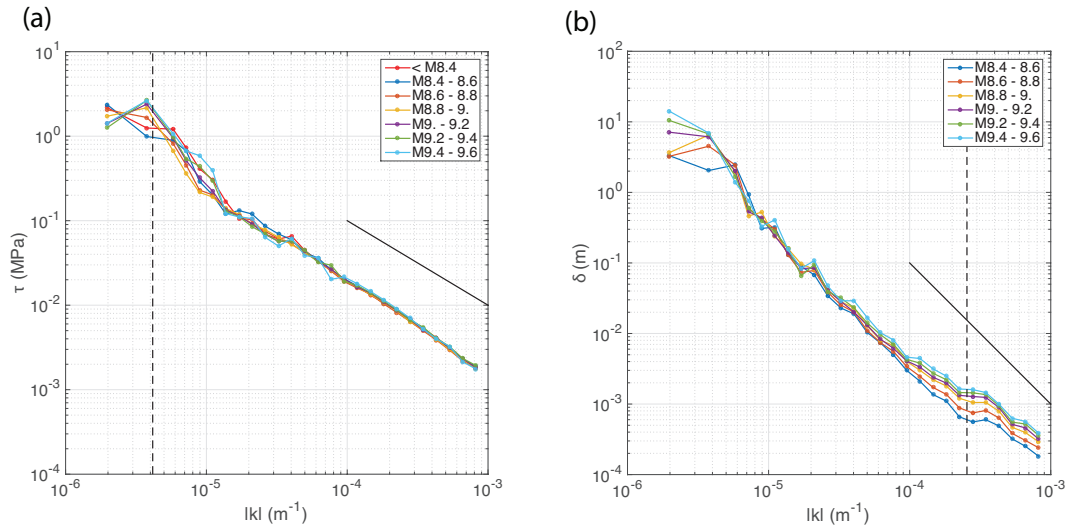 (a)
τ (MPa)
10^1
10^0
10^-1
10^-2
10^-3
10^-4
10^-6
10^-5
10^-4
10^-3
|k| (m^-1)
< M8.4
M8.4 - 8.6
M8.6 - 8.8
M8.8 - 9.
M9. - 9.2
M9.2 - 9.4
M9.4 - 9.6
(b)
δ (m)
10^2
10^1
10^0
10^-1
10^-2
10^-3
10^-4
10^-6
10^-5
10^-4
10^-3
|k| (m^-1)
M8.4 - 8.6
M8.6 - 8.8
M8.8 - 9.
M9. - 9.2
M9.2 - 9.4
M9.4 - 9.6